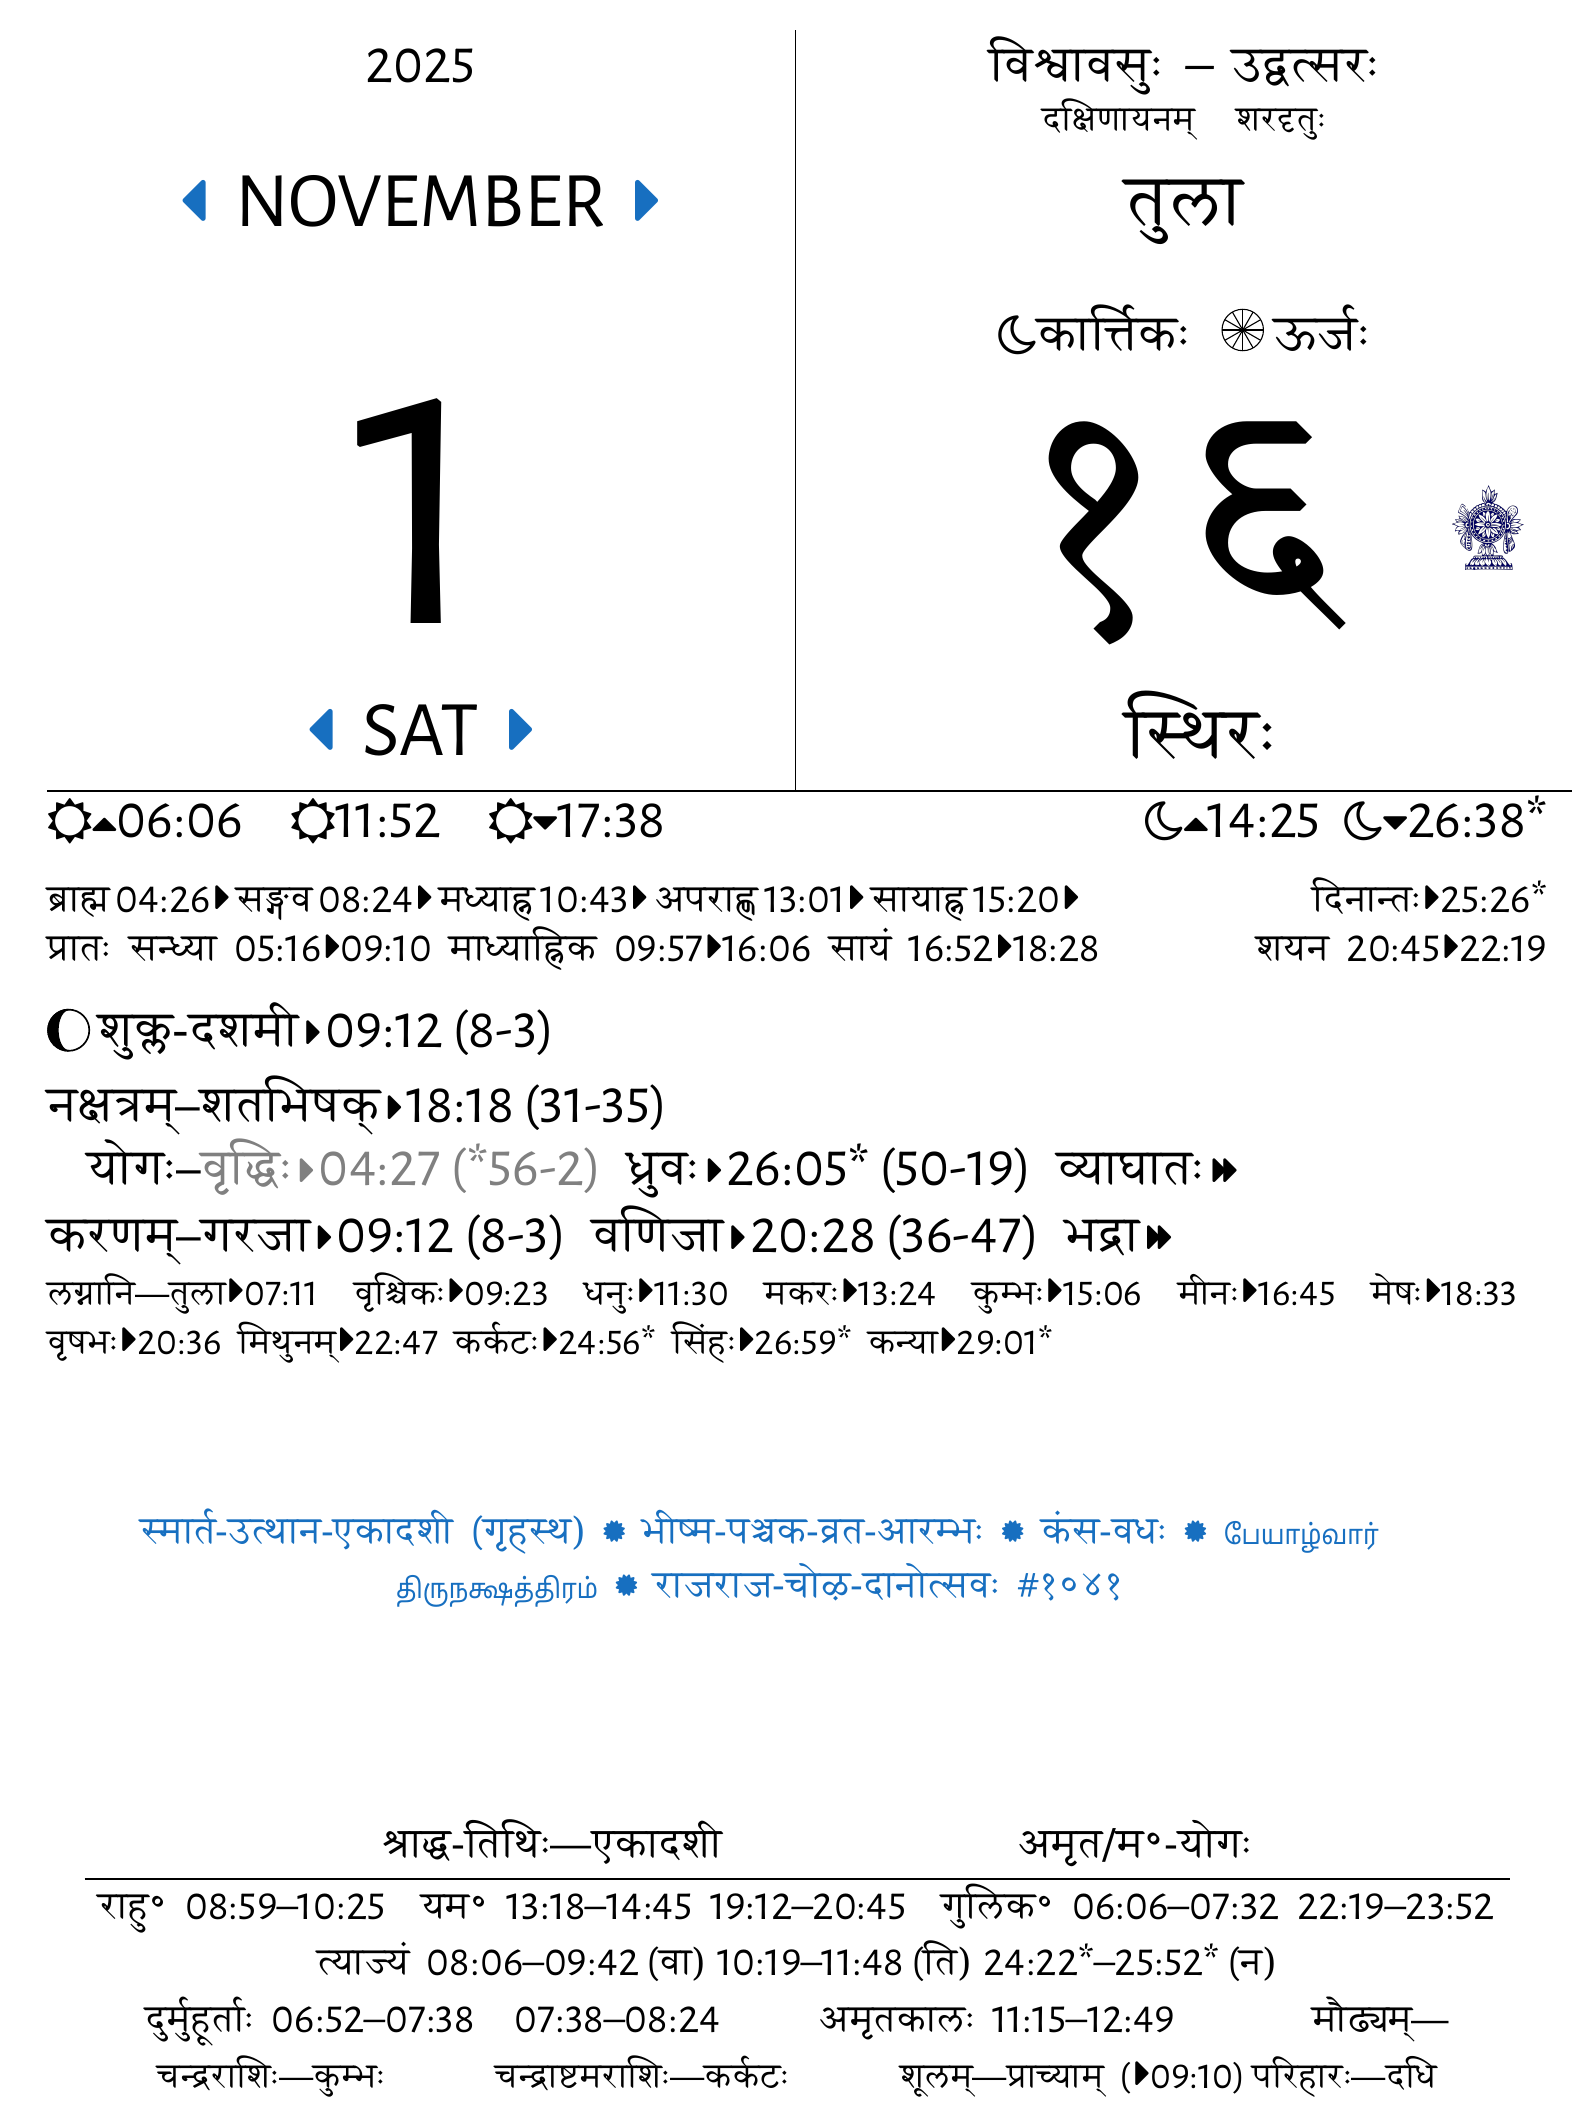 2025
NOVEMBER
1
SAT
विश्वावसुः – उद्वत्सरः
दक्षिणायनम् शरदृतुः
तुला
कार्त्तिकः ऊर्जः
१६
स्थिरः
06:06 11:52 17:38 14:25 26:38*
ब्राह्म 04:26 सङ्गव 08:24 मध्याह्न 10:43 अपराह्ण 13:01 सायाह्न 15:20 दिनान्तः 25:26*
प्रातः सन्ध्या 05:16 09:10 माध्याह्निक 09:57 16:06 सायं 16:52 18:28 शयन 20:45 22:19
शुक्ल-दशमी 09:12 (8-3)
नक्षत्रम्–शतभिषक् 18:18 (31-35)
योगः–वृद्धिः 04:27 (*56-2) ध्रुवः 26:05* (50-19) व्याघातः
करणम्–गरजा 09:12 (8-3) वणिजा 20:28 (36-47) भद्रा
लग्नानि—तुला 07:11 वृश्चिकः 09:23 धनुः 11:30 मकरः 13:24 कुम्भः 15:06 मीनः 16:45 मेषः 18:33
वृषभः 20:36 मिथुनम् 22:47 कर्कटः 24:56* सिंहः 26:59* कन्या 29:01*
स्मार्त-उत्थान-एकादशी (गृहस्थ) ✹ भीष्म-पञ्चक-व्रत-आरम्भः ✹ कंस-वधः ✹ பேயாழ்வார்
திருநக்ஷத்திரம் ✹ राजराज-चोऴ-दानोत्सवः #१०४१
श्राद्ध-तिथिः—एकादशी अमृत/म॰-योगः
राहु॰ 08:59–10:25 यम॰ 13:18–14:45 19:12–20:45 गुलिक॰ 06:06–07:32 22:19–23:52
त्याज्यं 08:06–09:42 (वा) 10:19–11:48 (ति) 24:22*–25:52* (न)
दुर्मुहूर्ताः 06:52–07:38 07:38–08:24 अमृतकालः 11:15–12:49 मौढ्यम्—
चन्द्रराशिः—कुम्भः चन्द्राष्टमराशिः—कर्कटः शूलम्—प्राच्याम् (09:10) परिहारः—दधि